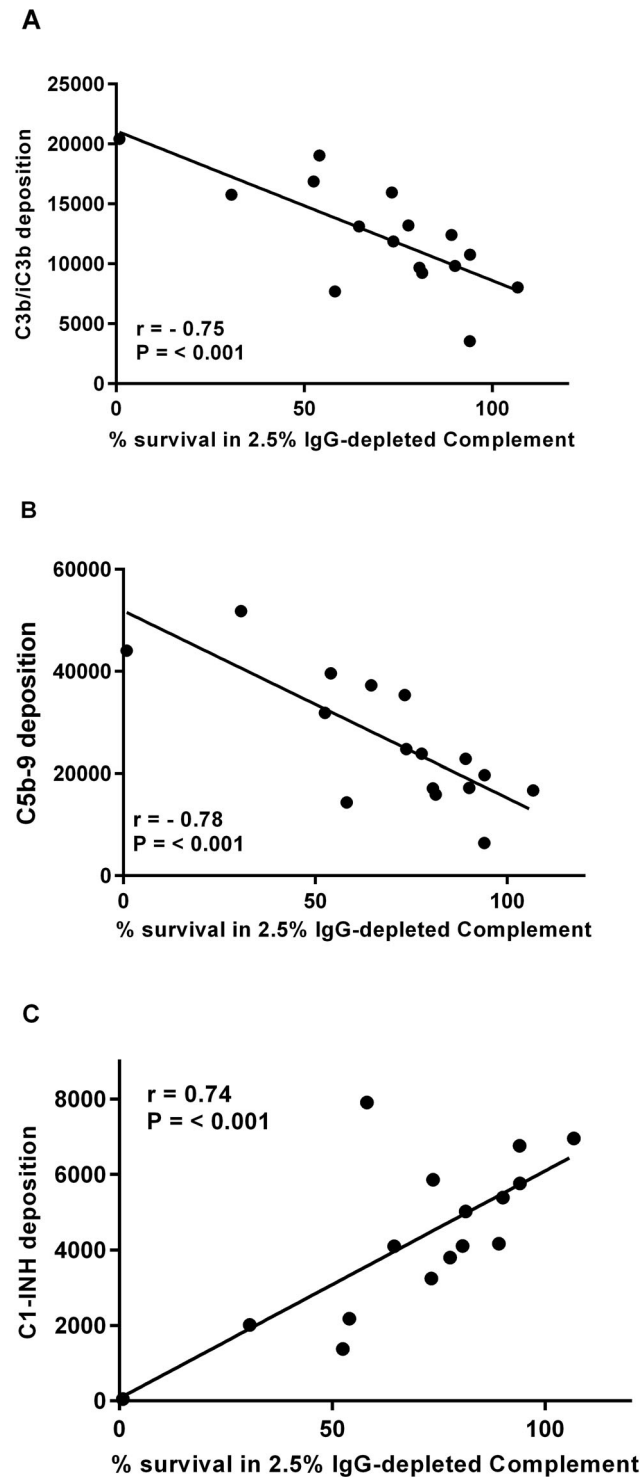 A
25000
20000
15000
10000
5000
0
C3b/iC3b deposition
r = - 0.75
P = < 0.001
0 50 100
% survival in 2.5% IgG-depleted Complement
B
60000
40000
20000
0
C5b-9 deposition
r = - 0.78
P = < 0.001
0 50 100
% survival in 2.5% IgG-depleted Complement
C
8000
6000
4000
2000
0
C1-INH deposition
r = 0.74
P = < 0.001
0 50 100
% survival in 2.5% IgG-depleted Complement